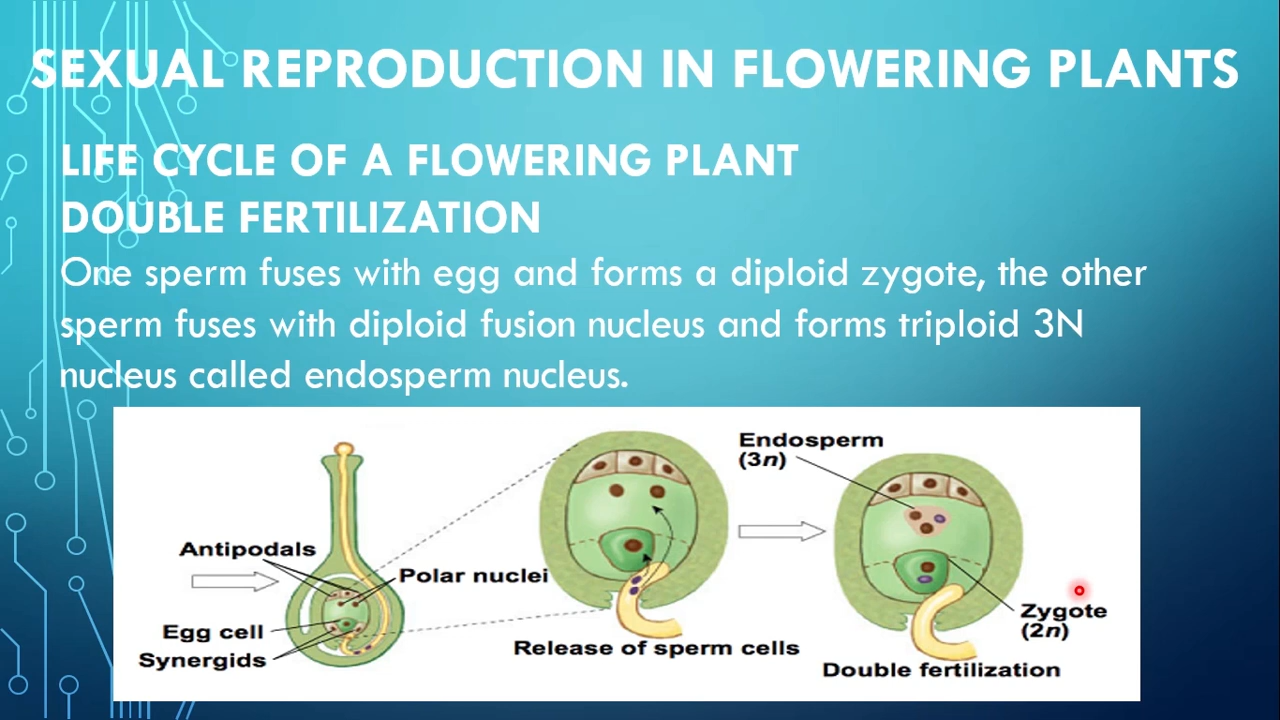 SEXUAL REPRODUCTION IN FLOWERING PLANTS
LIFE CYCLE OF A FLOWERING PLANT
DOUBLE FERTILIZATION
One sperm fuses with egg and forms a diploid zygote, the other
sperm fuses with diploid fusion nucleus and forms triploid 3N
nucleus called endosperm nucleus.
Antipodals
Polar nuclei
Egg cell
Synergids
Release of sperm cells
Endosperm
(3n)
Zygote
(2n)
Double fertilization